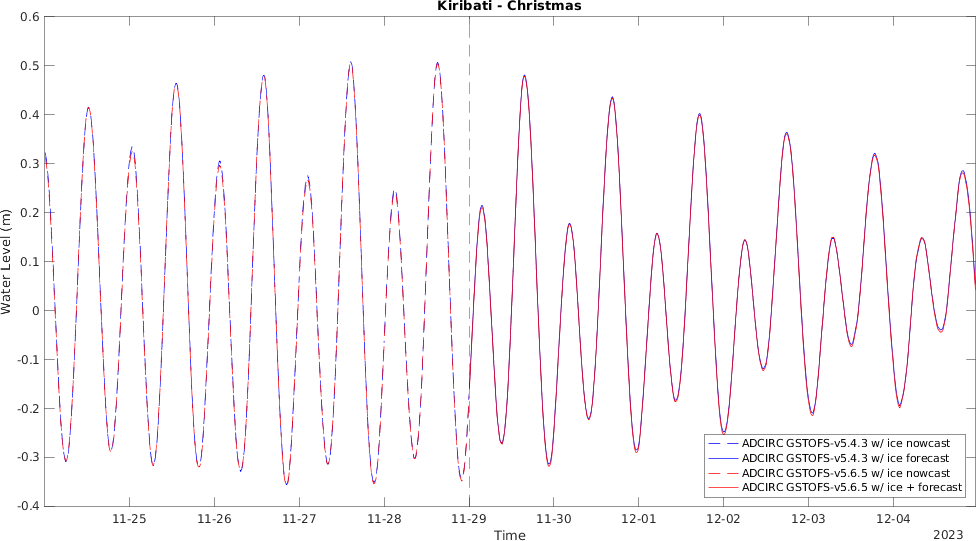 Kiribati - Christmas
0.6
0.5
0.4
0.3
0.2
0.1
0
-0.1
-0.2
-0.3
-0.4
Water Level (m)
11-25 11-26 11-27 11-28 11-29 11-30 12-01 12-02 12-03 12-04
Time
2023
ADCIRC GSTOFS-v5.4.3 w/ ice nowcast
ADCIRC GSTOFS-v5.4.3 w/ ice forecast
ADCIRC GSTOFS-v5.6.5 w/ ice nowcast
ADCIRC GSTOFS-v5.6.5 w/ ice + forecast